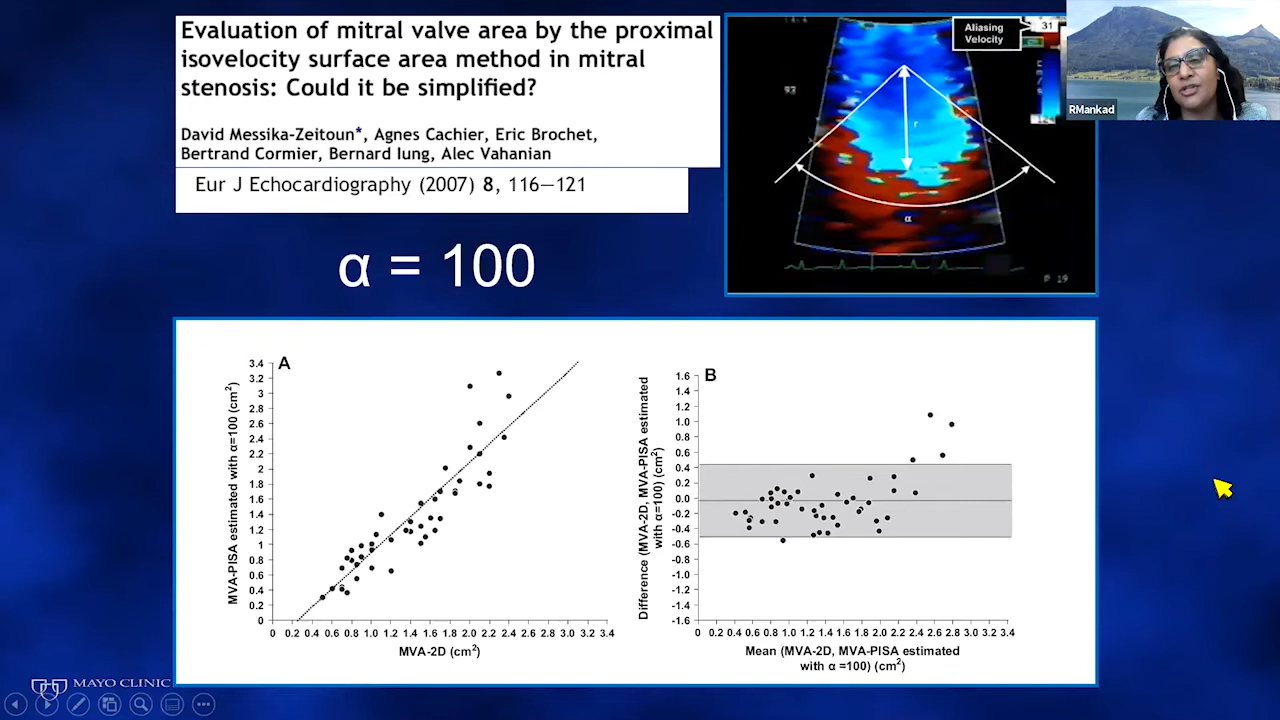 Evaluation of mitral valve area by the proximal
isovelocity surface area method in mitral
stenosis: Could it be simplified?
David Messika-Zeitoun*, Agnes Cachier, Eric Brochet,
Bertrand Cormier, Bernard Iung, Alec Vahanian
Eur J Echocardiography (2007) 8, 116–121
α = 100
Aliasing
Velocity
31
93
r
α
P 19
RMankad
A
3.4
3.2
3
2.8
2.6
2.4
2.2
2
1.8
1.6
1.4
1.2
1
0.8
0.6
0.4
0.2
0
MVA-PISA estimated with α=100 (cm²)
0 0.2 0.4 0.6 0.8 1.0 1.2 1.4 1.6 1.8 2.0 2.2 2.4 2.6 2.8 3.0 3.2 3.4
MVA-2D (cm²)
B
1.6
1.4
1.2
1.0
0.8
0.6
0.4
0.2
0.0
-0.2
-0.4
-0.6
-0.8
-1.0
-1.2
-1.4
-1.6
Difference (MVA-2D, MVA-PISA estimated
with α=100) (cm²)
0 0.2 0.4 0.6 0.8 1.0 1.2 1.4 1.6 1.8 2.0 2.2 2.4 2.6 2.8 3.0 3.2 3.4
Mean (MVA-2D, MVA-PISA estimated
with α =100) (cm²)
MAYO CLINIC